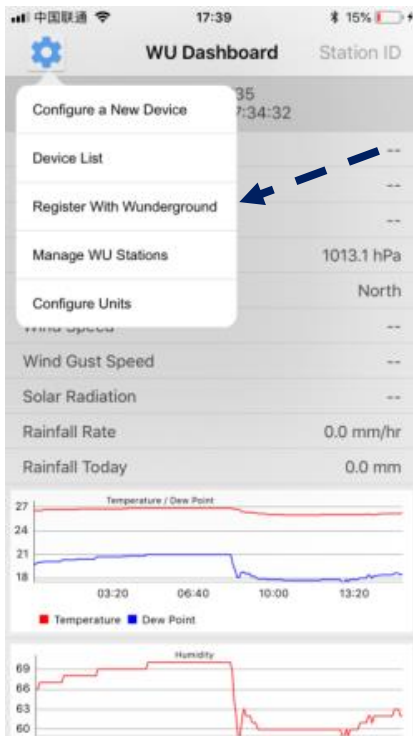 中国联通 17:39 15%
WU Dashboard Station ID
35
7:34:32
Configure a New Device
Device List --
Register With Wunderground --
--
Manage WU Stations 1013.1 hPa
Configure Units North
Wind Speed --
Wind Gust Speed --
Solar Radiation --
Rainfall Rate 0.0 mm/hr
Rainfall Today 0.0 mm
Temperature / Dew Point
27
24
21
18
03:20 06:40 10:00 13:20
Temperature Dew Point
Humidity
69
66
63
60